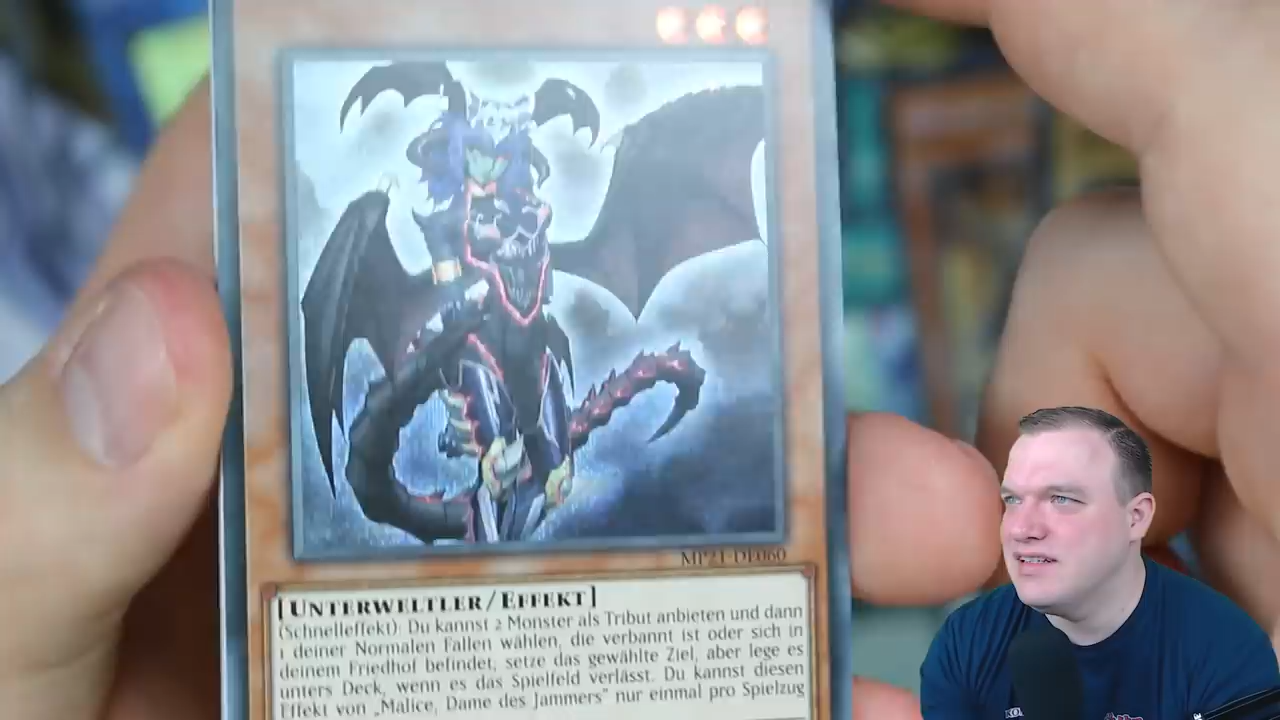 MP21-DE060
[UNTERWELTLER/EFFEKT]
(Schnelleffekt): Du kannst 2 Monster als Tribut anbieten und dann
1 deiner Normalen Fallen wählen, die verbannt ist oder sich in
deinem Friedhof befindet, setze das gewählte Ziel, aber lege es
unters Deck, wenn es das Spielfeld verlässt. Du kannst diesen
Effekt von „Malice, Dame des Jammers" nur einmal pro Spielzug